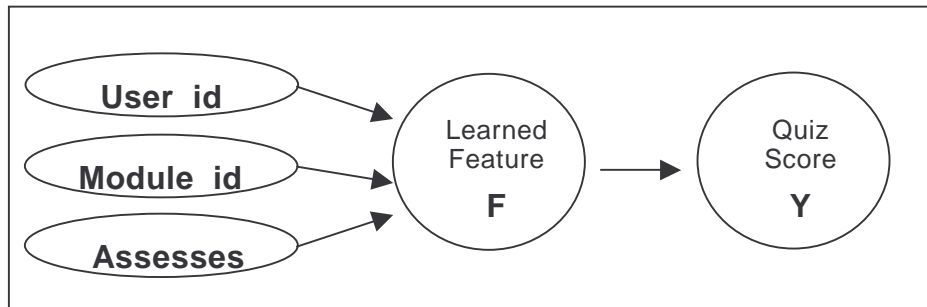 User id
Module id
Assesses
Learned
Feature
F
Quiz
Score
Y